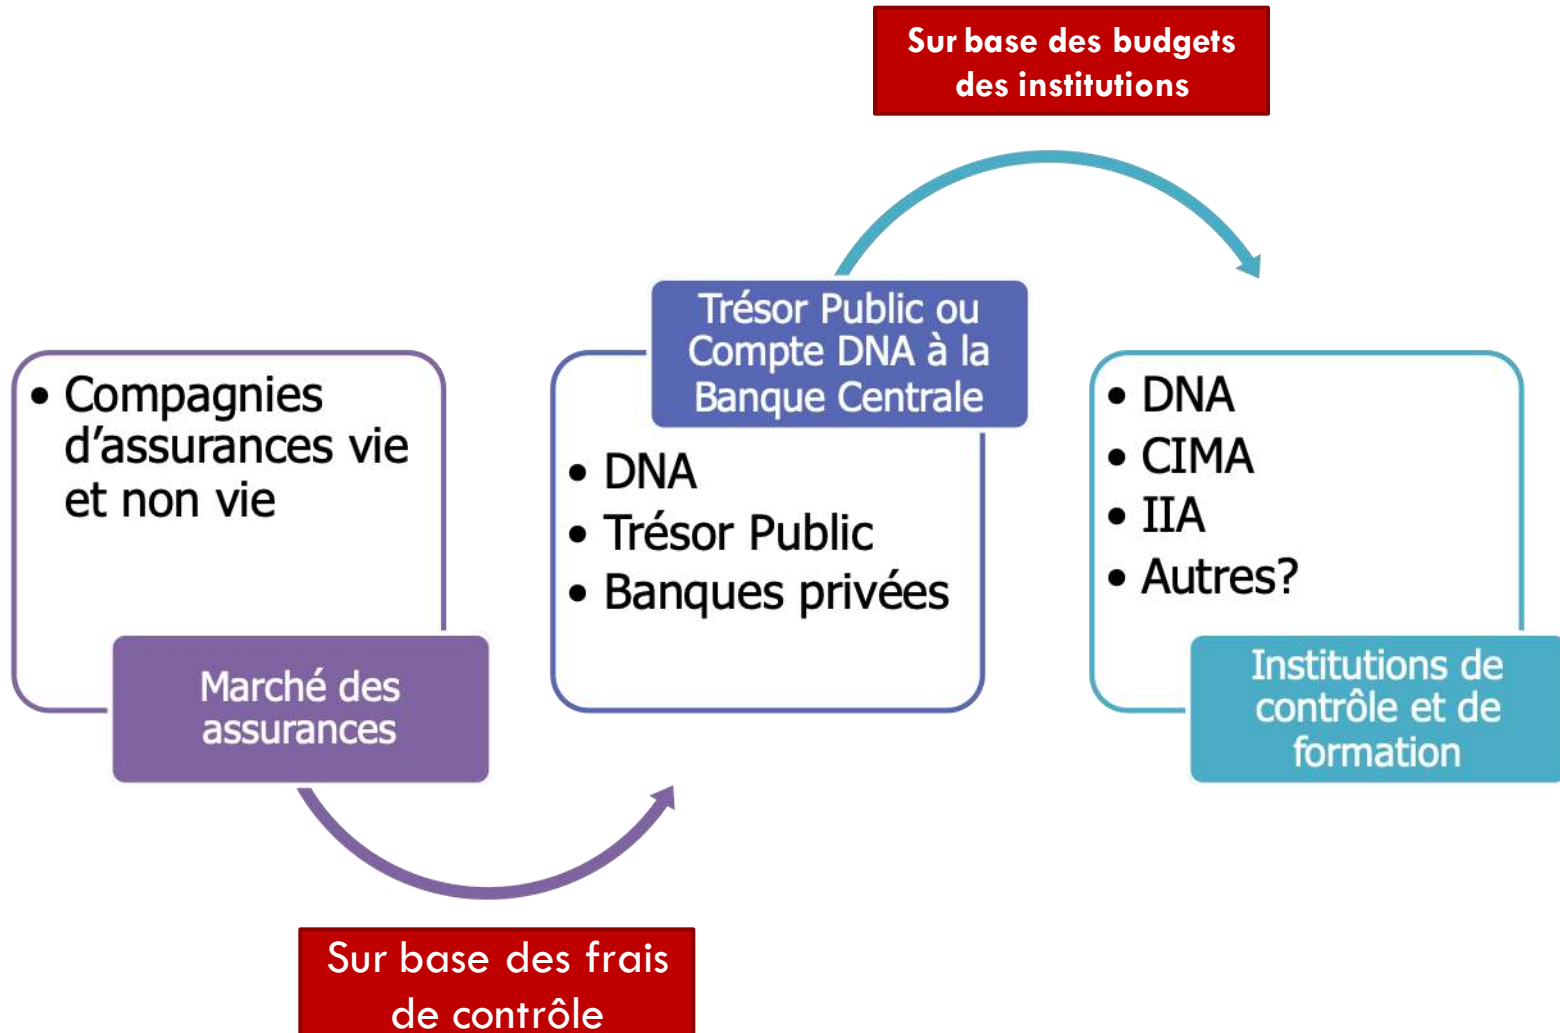 Sur base des budgets
des institutions
• Compagnies
d’assurances vie
et non vie
Marché des
assurances
Sur base des frais
de contrôle
Trésor Public ou
Compte DNA à la
Banque Centrale
• DNA
• Trésor Public
• Banques privées
• DNA
• CIMA
• IIA
• Autres?
Institutions de
contrôle et de
formation